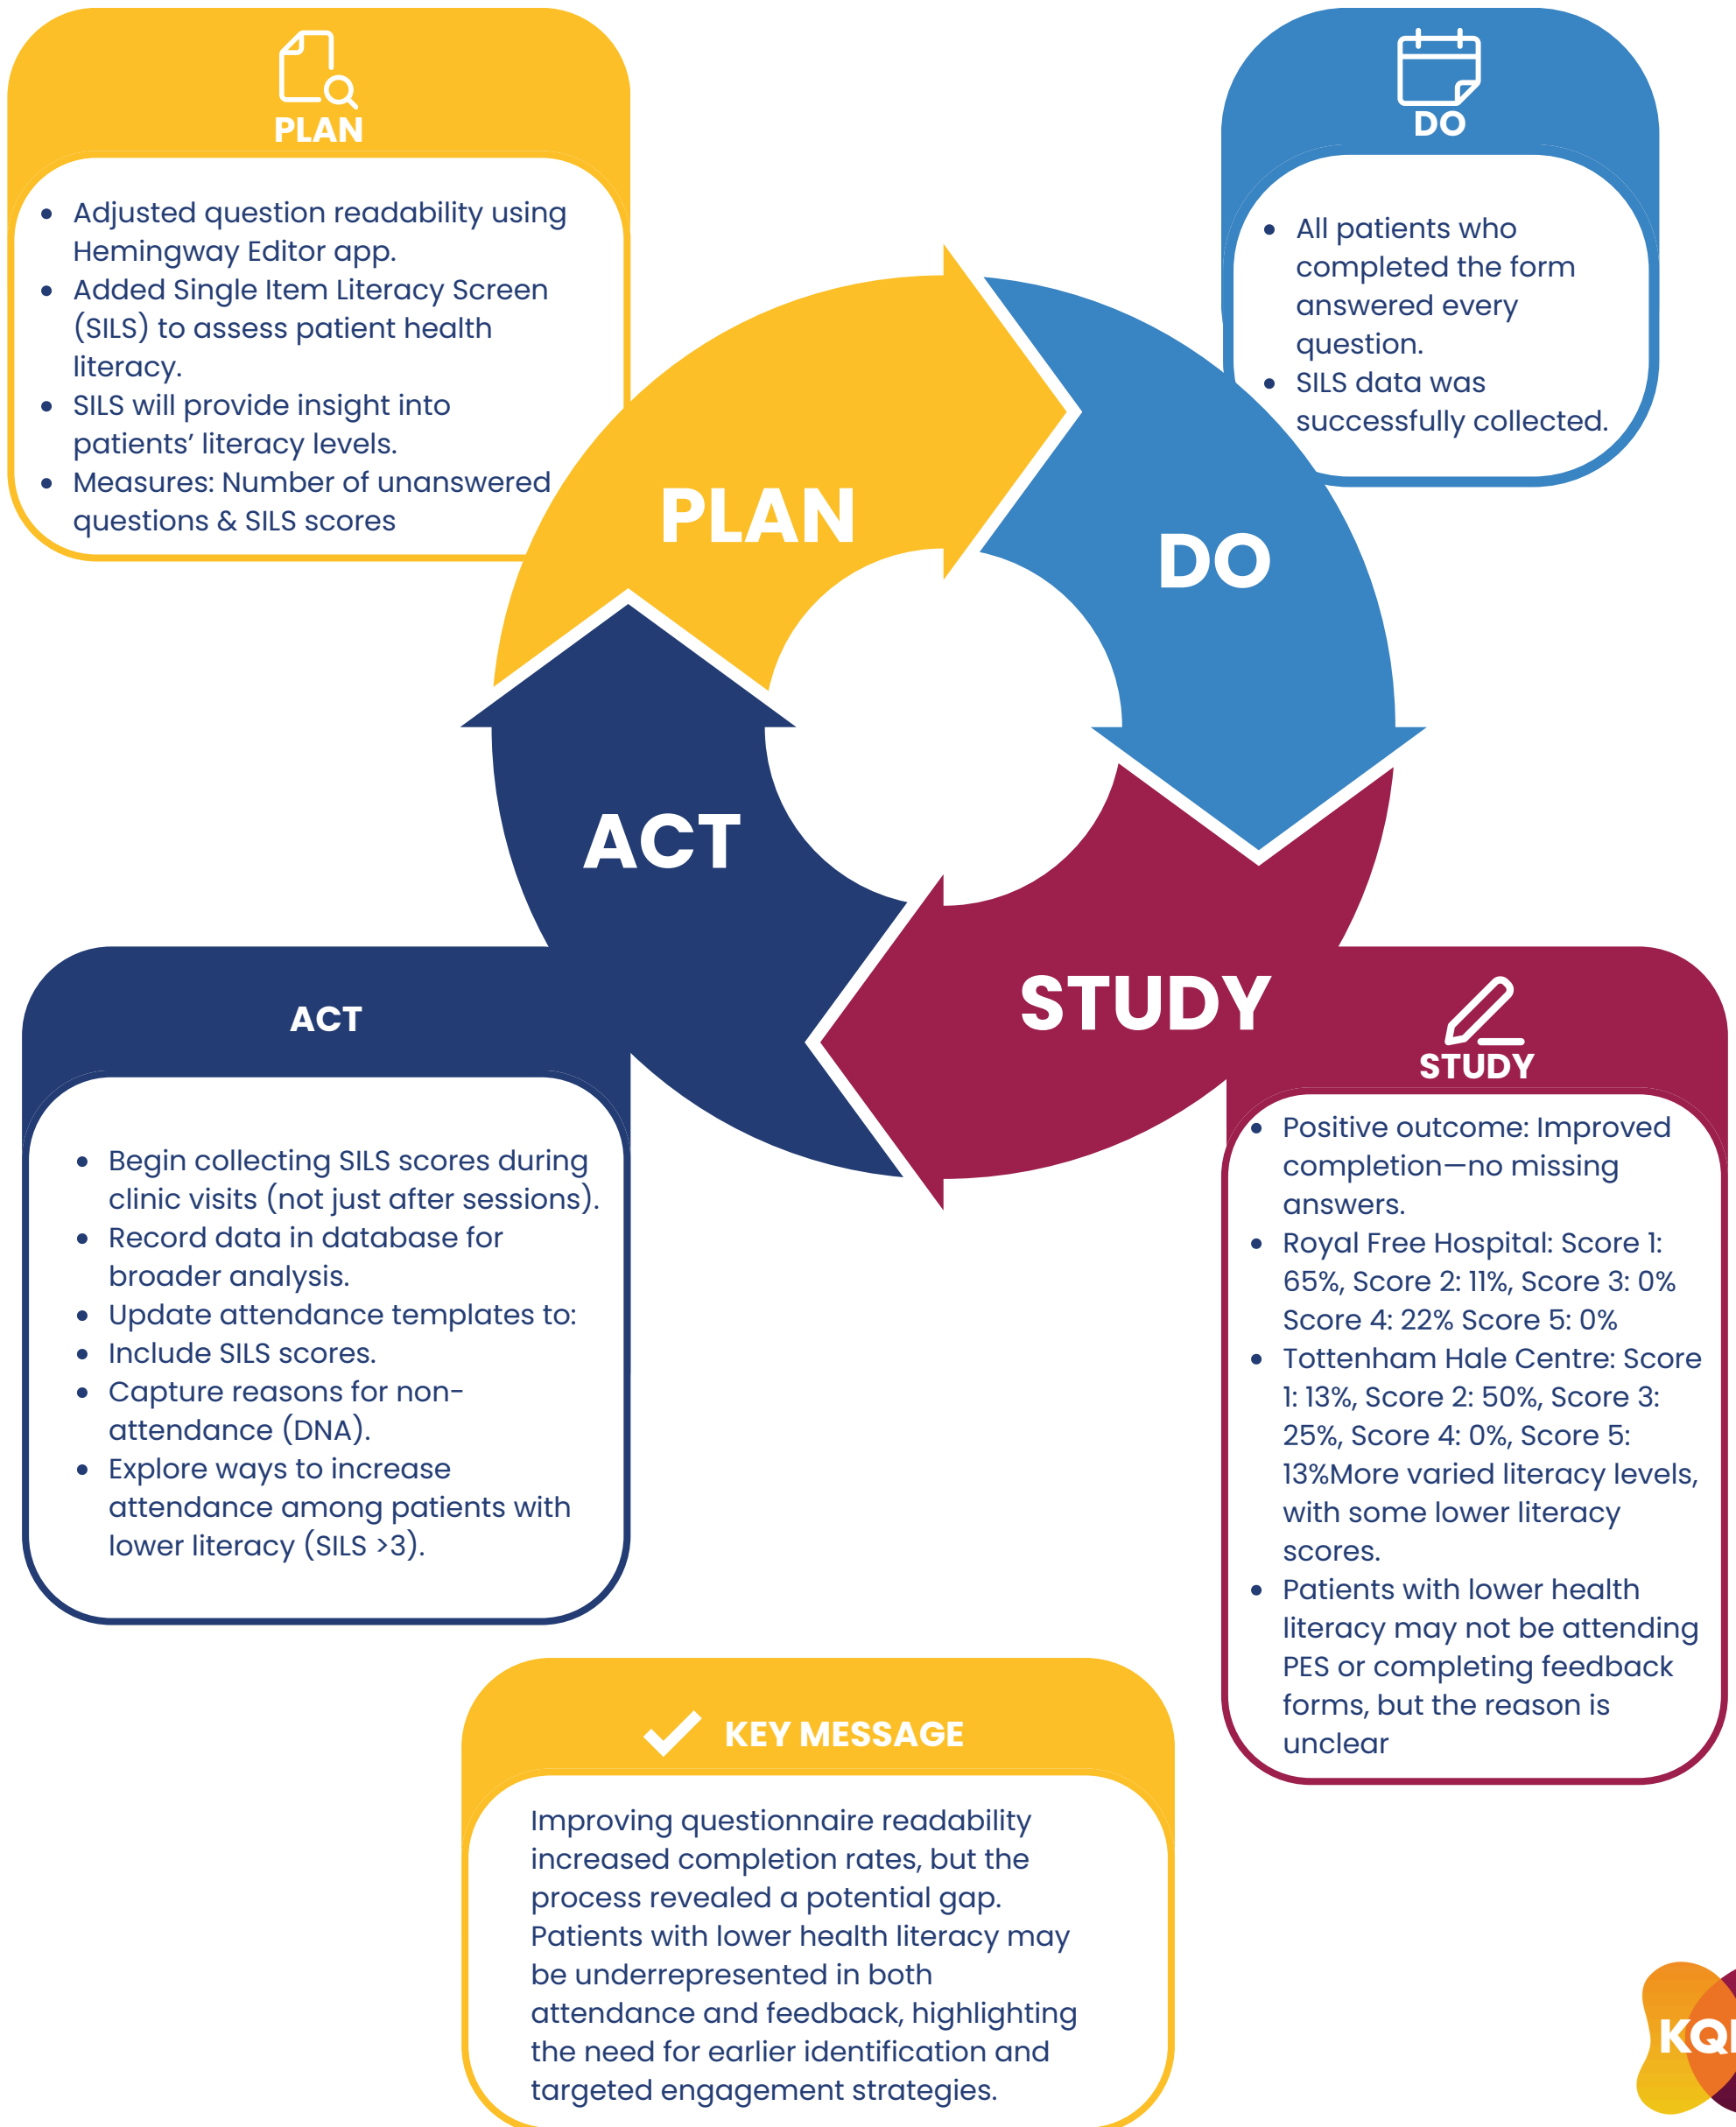 PLAN
Adjusted question readability using
Hemingway Editor app.
Added Single Item Literacy Screen
(SILS) to assess patient health
literacy.
SILS will provide insight into
patients’ literacy levels.
Measures: Number of unanswered
questions & SILS scores
DO
All patients who
completed the form
answered every
question.
SILS data was
successfully collected.
PLAN
DO
ACT
STUDY
ACT
Begin collecting SILS scores during
clinic visits (not just after sessions).
Record data in database for
broader analysis.
Update attendance templates to:
Include SILS scores.
Capture reasons for non-
attendance (DNA).
Explore ways to increase
attendance among patients with
lower literacy (SILS >3).
STUDY
Positive outcome: Improved
completion—no missing
answers.
Royal Free Hospital: Score 1:
65%, Score 2: 11%, Score 3: 0%
Score 4: 22% Score 5: 0%
Tottenham Hale Centre: Score
1: 13%, Score 2: 50%, Score 3:
25%, Score 4: 0%, Score 5:
13%More varied literacy levels,
with some lower literacy
scores.
Patients with lower health
literacy may not be attending
PES or completing feedback
forms, but the reason is
unclear
KEY MESSAGE
Improving questionnaire readability
increased completion rates, but the
process revealed a potential gap.
Patients with lower health literacy may
be underrepresented in both
attendance and feedback, highlighting
the need for earlier identification and
targeted engagement strategies.